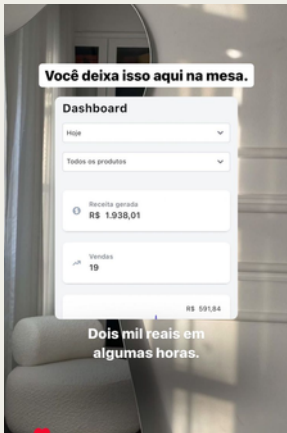 Você deixa isso aqui na mesa.
Dashboard
Hoje
Todos os produtos
Receita gerada
R$ 1.938,01
Vendas
19
R$ 591,84
Dois mil reais em
algumas horas.